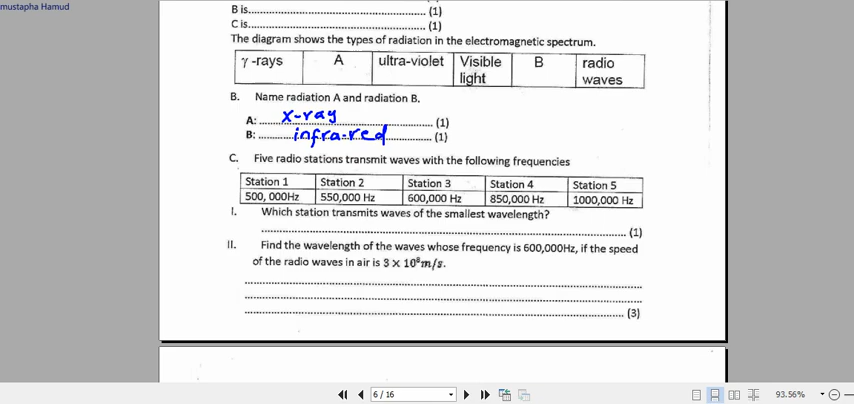 mustapha Hamud
B is.......................................................... (1)
C is.......................................................... (1)
The diagram shows the types of radiation in the electromagnetic spectrum.
γ -rays A ultra-violet Visible light B radio waves
B. Name radiation A and radiation B.
A: ...... x-ray ...... (1)
B: ...... infra-red ...... (1)
C. Five radio stations transmit waves with the following frequencies
Station 1 Station 2 Station 3 Station 4 Station 5
500, 000Hz 550,000 Hz 600,000 Hz 850,000 Hz 1000,000 Hz
I. Which station transmits waves of the smallest wavelength?
.......................................................... (1)
II. Find the wavelength of the waves whose frequency is 600,000Hz, if the speed
of the radio waves in air is 3 × 10⁸m/s.
..........................................................
..........................................................
.......................................................... (3)
6 / 16 93.56%